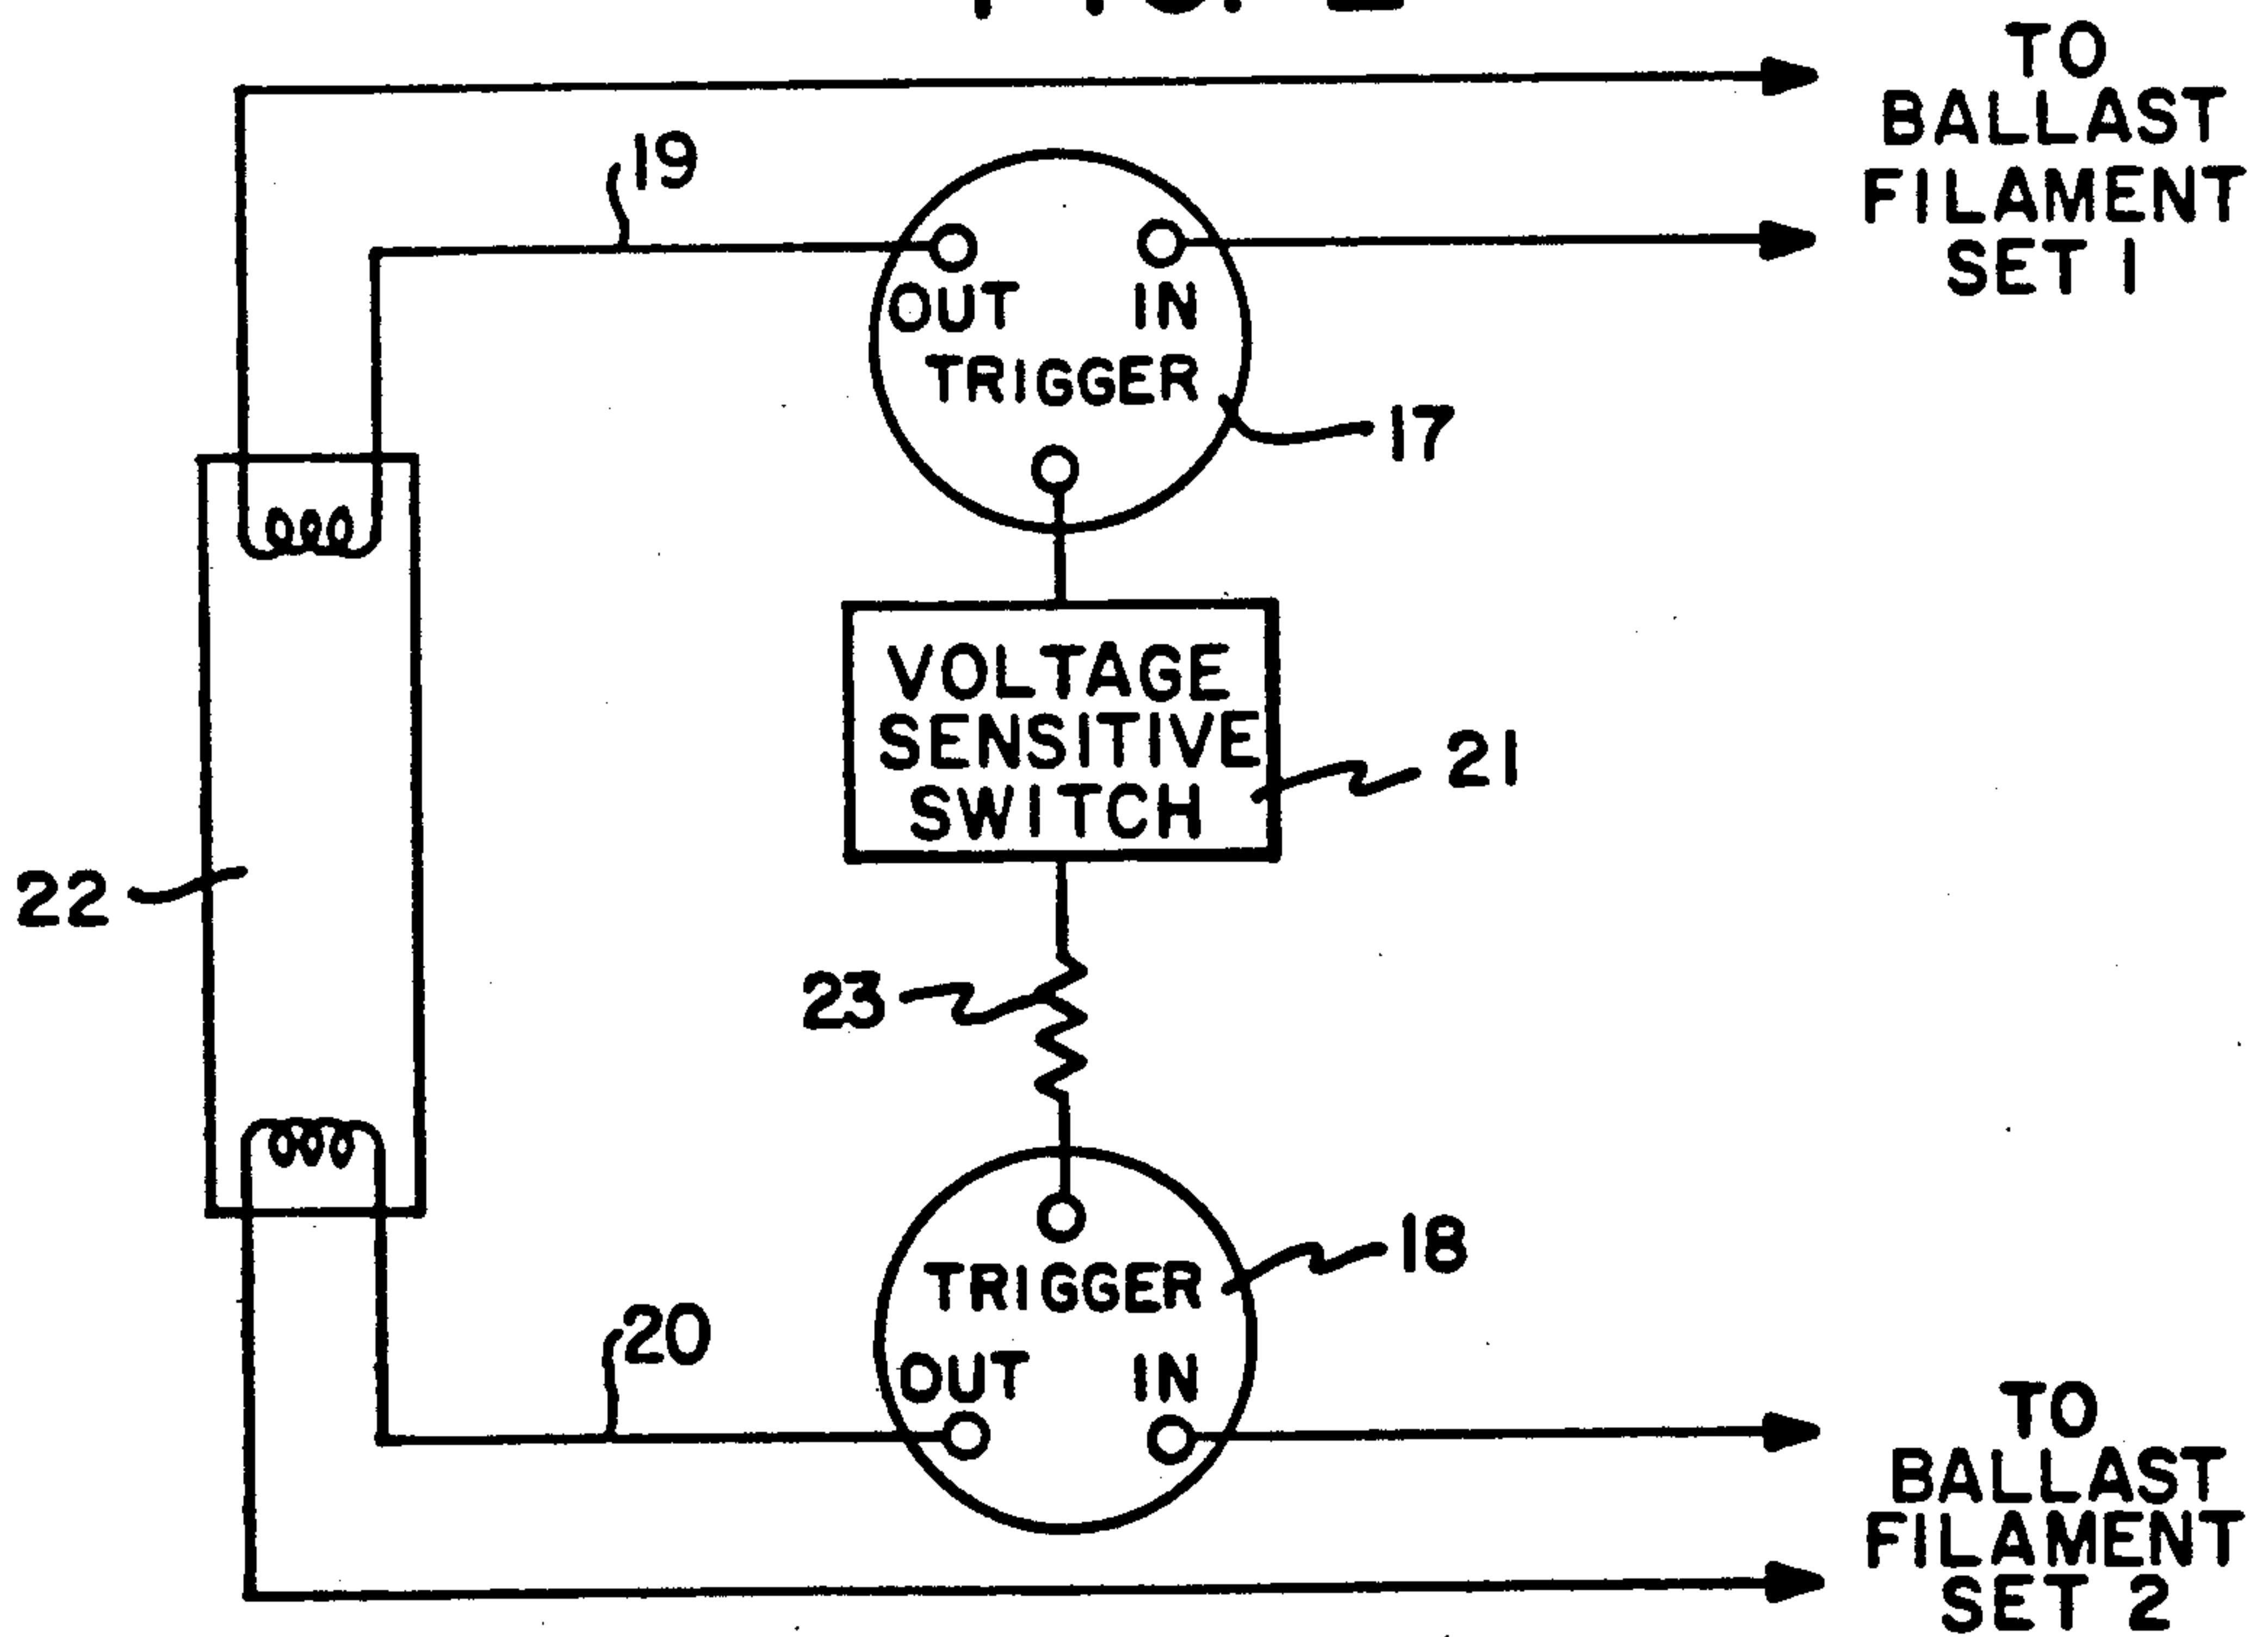 TO
BALLAST
FILAMENT
SET 1
19
OUT IN
TRIGGER
17
VOLTAGE
SENSITIVE
SWITCH
21
22
23
18
TRIGGER
20
OUT IN
TO
BALLAST
FILAMENT
SET 2